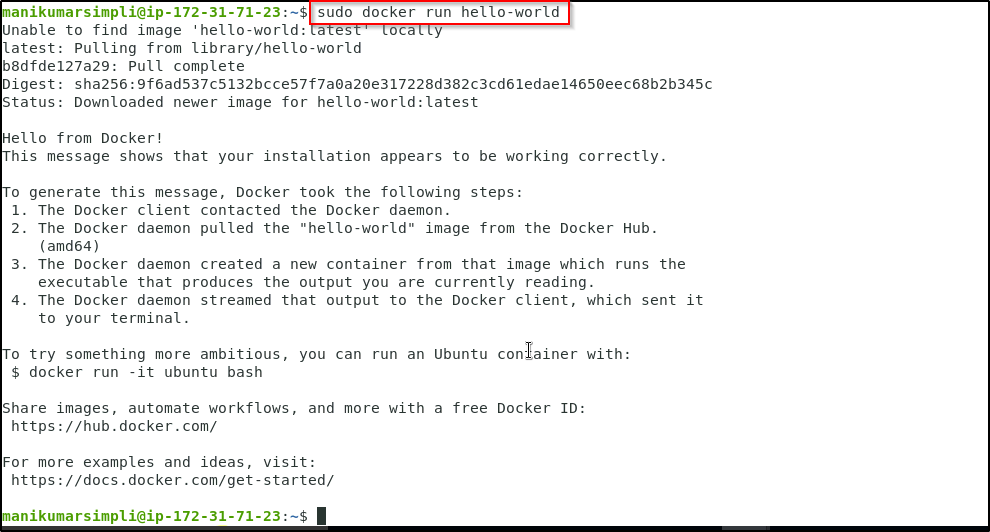 manikumarsimpli@ip-172-31-71-23:~$ sudo docker run hello-world
Unable to find image 'hello-world:latest' locally
latest: Pulling from library/hello-world
b8dfde127a29: Pull complete
Digest: sha256:9f6ad537c5132bcce57f7a0a20e317228d382c3cd61edae14650eec68b2b345c
Status: Downloaded newer image for hello-world:latest

Hello from Docker!
This message shows that your installation appears to be working correctly.

To generate this message, Docker took the following steps:
 1. The Docker client contacted the Docker daemon.
 2. The Docker daemon pulled the "hello-world" image from the Docker Hub.
    (amd64)
 3. The Docker daemon created a new container from that image which runs the
    executable that produces the output you are currently reading.
 4. The Docker daemon streamed that output to the Docker client, which sent it
    to your terminal.

To try something more ambitious, you can run an Ubuntu container with:
 $ docker run -it ubuntu bash

Share images, automate workflows, and more with a free Docker ID:
 https://hub.docker.com/

For more examples and ideas, visit:
 https://docs.docker.com/get-started/

manikumarsimpli@ip-172-31-71-23:~$